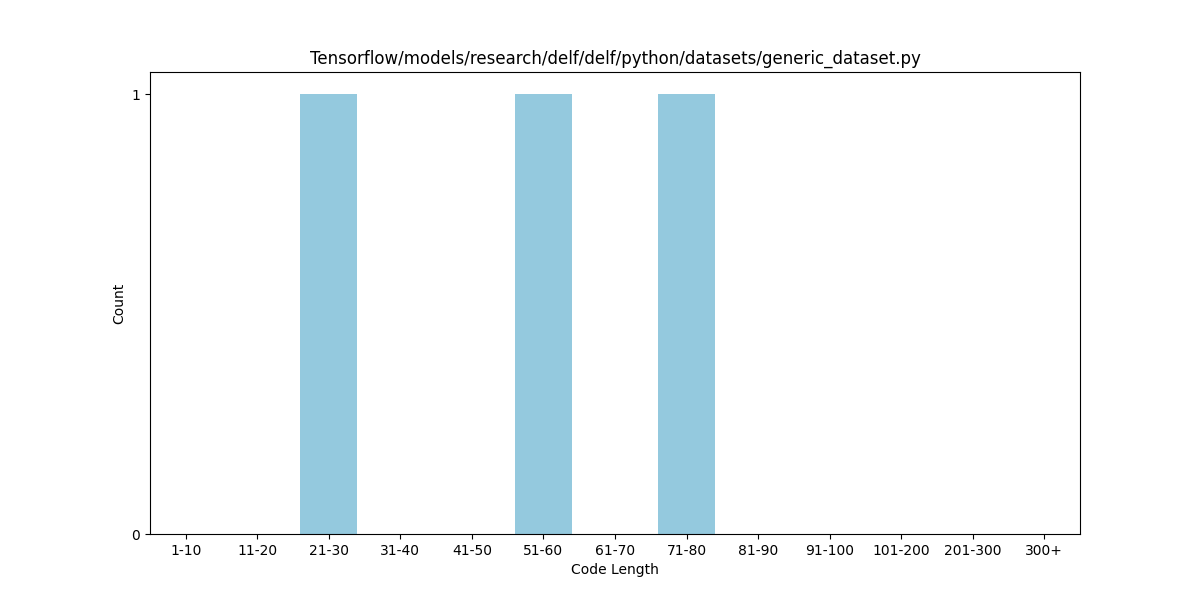 Tensorflow/models/research/delf/delf/python/datasets/generic_dataset.py
1
Count
0
1-10 11-20 21-30 31-40 41-50 51-60 61-70 71-80 81-90 91-100 101-200 201-300 300+
Code Length